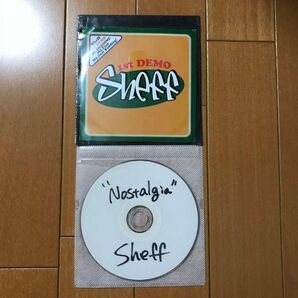 1st DEMO
Sheff
"Nostalgia"
Sheff